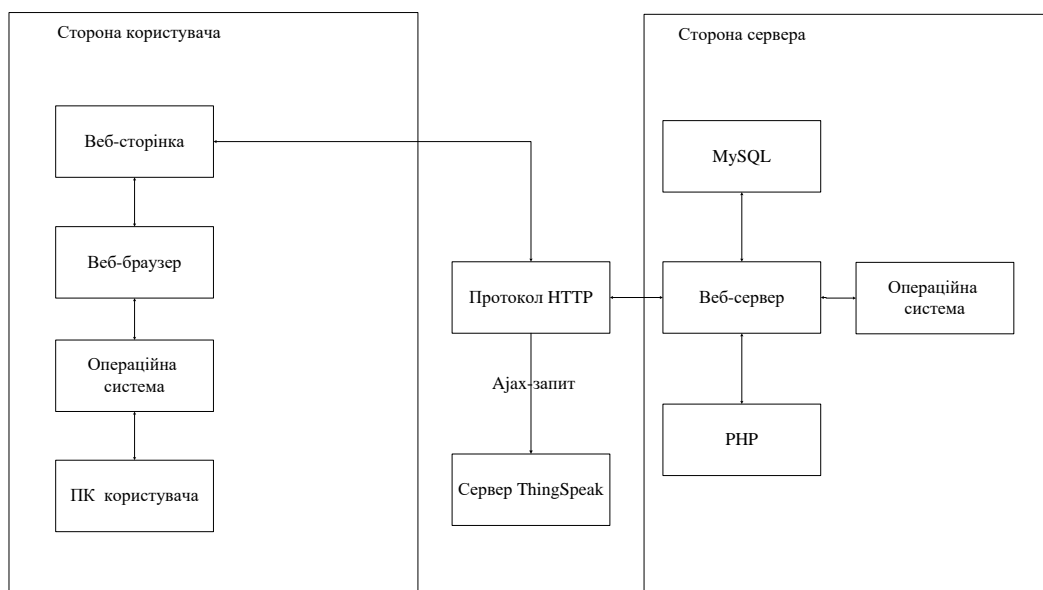 Сторона користувача
Сторона сервера
Веб-сторінка
MySQL
Веб-браузер
Протокол HTTP
Веб-сервер
Операційна
система
Операційна
система
Ajax-запит
PHP
ПК користувача
Сервер ThingSpeak